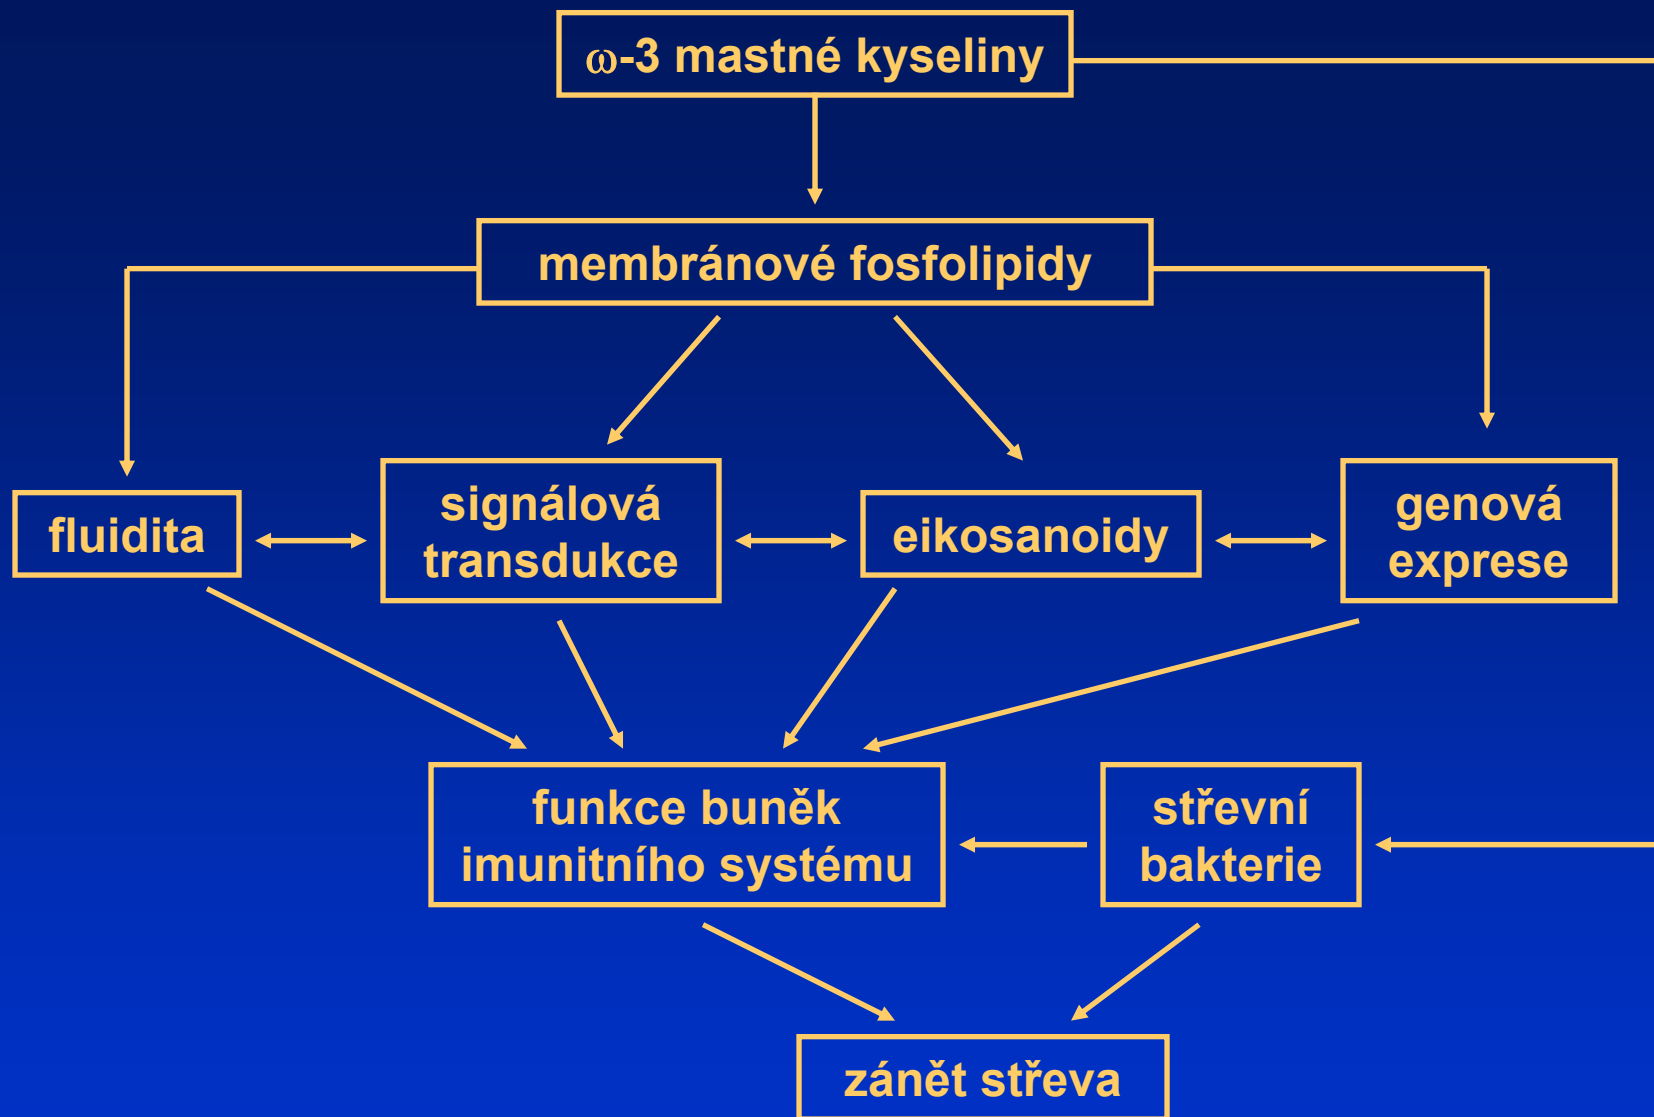 ω-3 mastné kyseliny
membránové fosfolipidy
fluidita
signálová
transdukce
eikosanoidy
genová
exprese
funkce buněk
imunitního systému
střevní
bakterie
zánět střeva